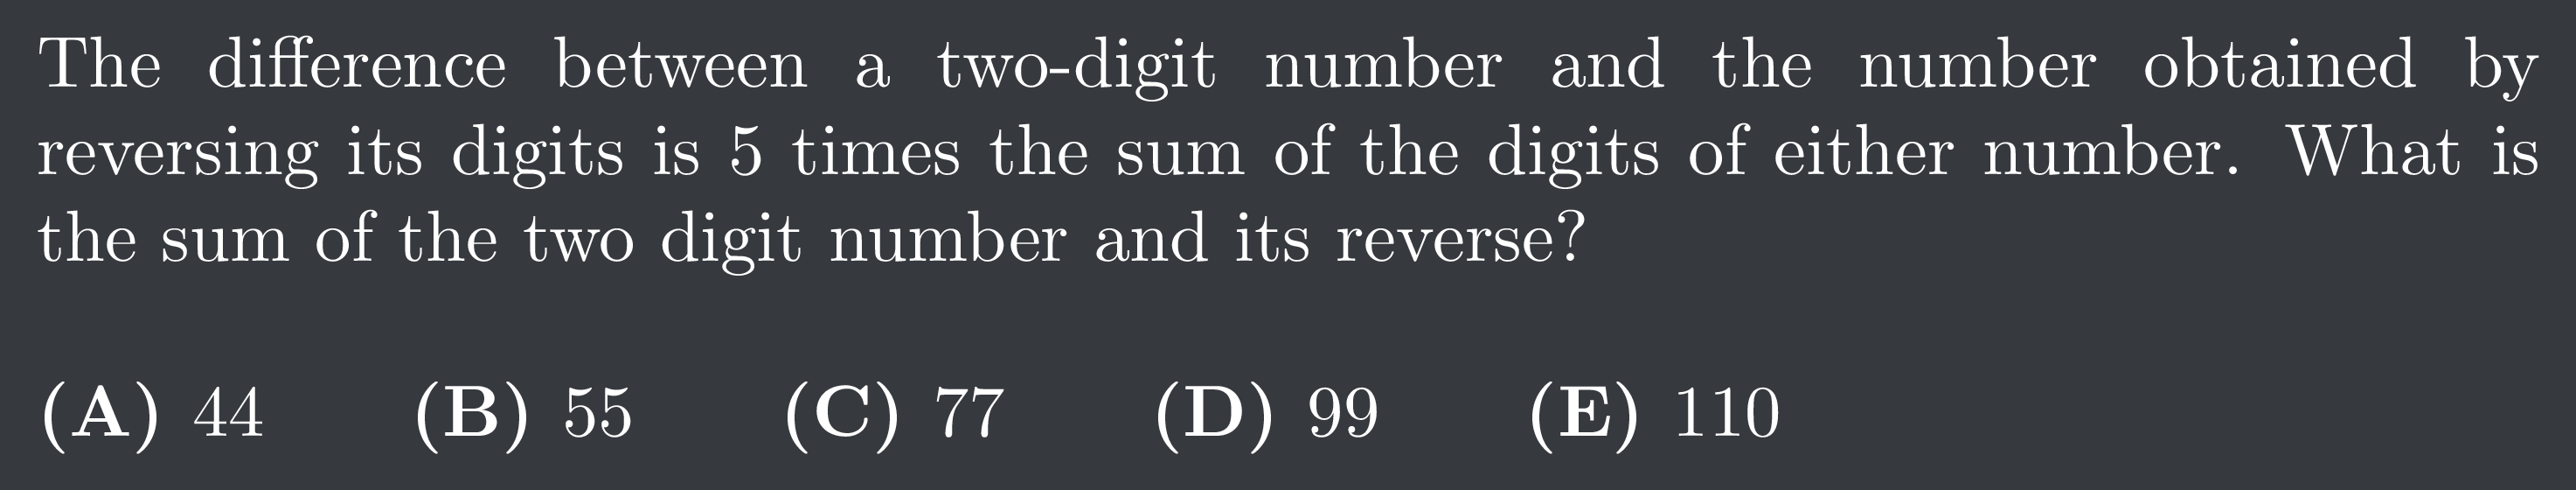 The difference between a two-digit number and the number obtained by
reversing its digits is 5 times the sum of the digits of either number. What is
the sum of the two digit number and its reverse?
(A) 44 (B) 55 (C) 77 (D) 99 (E) 110